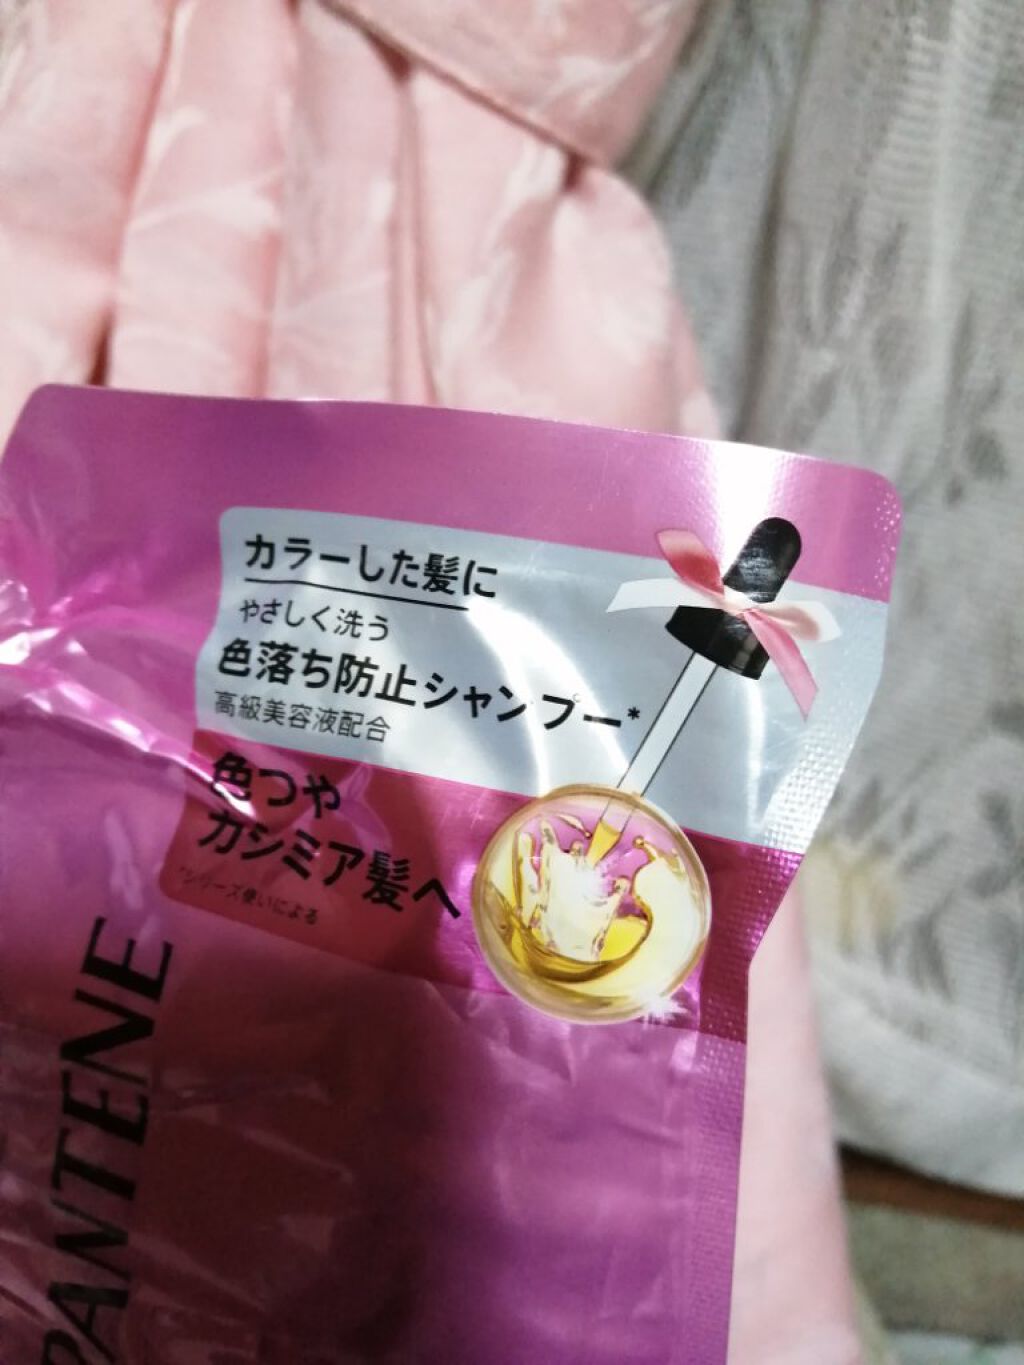 カラーした髪に
やさしく洗う
色落ち防止シャンプー*
高級美容液配合
色つや
カシミア髪へ
*シリーズ使いによる
PANTENE